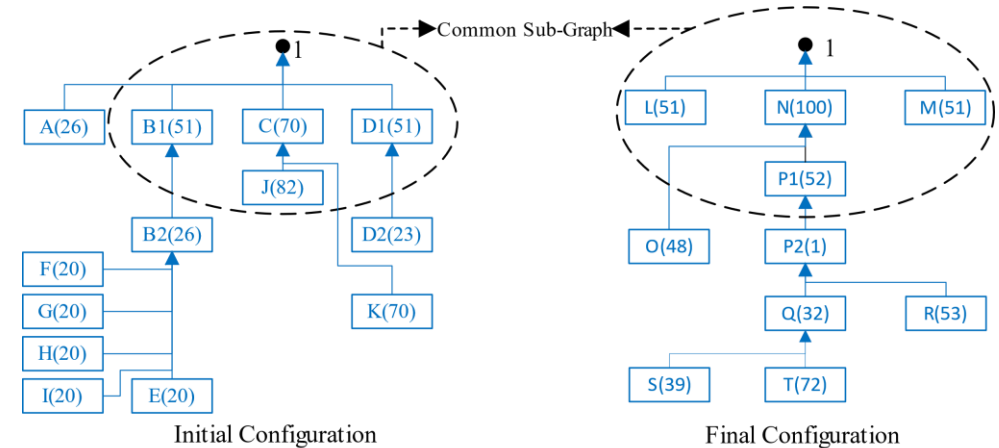 Common Sub-Graph
1
1
A(26) B1(51) C(70) D1(51)
L(51) N(100) M(51)
J(82)
P1(52)
B2(26) D2(23)
O(48) P2(1)
F(20)
G(20) K(70)
Q(32) R(53)
H(20)
I(20) E(20)
S(39) T(72)
Initial Configuration
Final Configuration